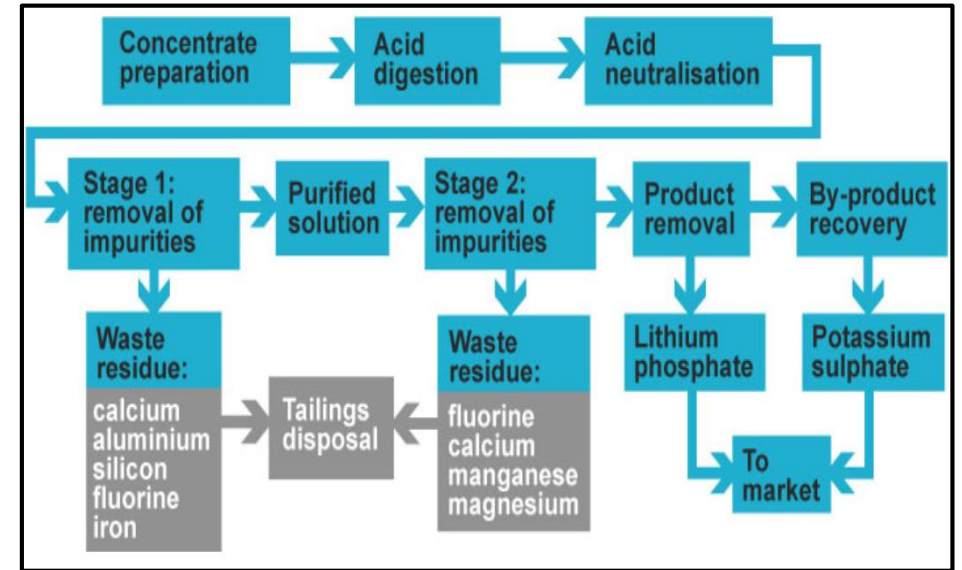 Concentrate
preparation
Acid
digestion
Acid
neutralisation
Stage 1:
removal of
impurities
Purified
solution
Stage 2:
removal of
impurities
Product
removal
By-product
recovery
Waste
residue:
calcium
aluminium
silicon
fluorine
iron
Tailings
disposal
Waste
residue:
fluorine
calcium
manganese
magnesium
Lithium
phosphate
Potassium
sulphate
To
market